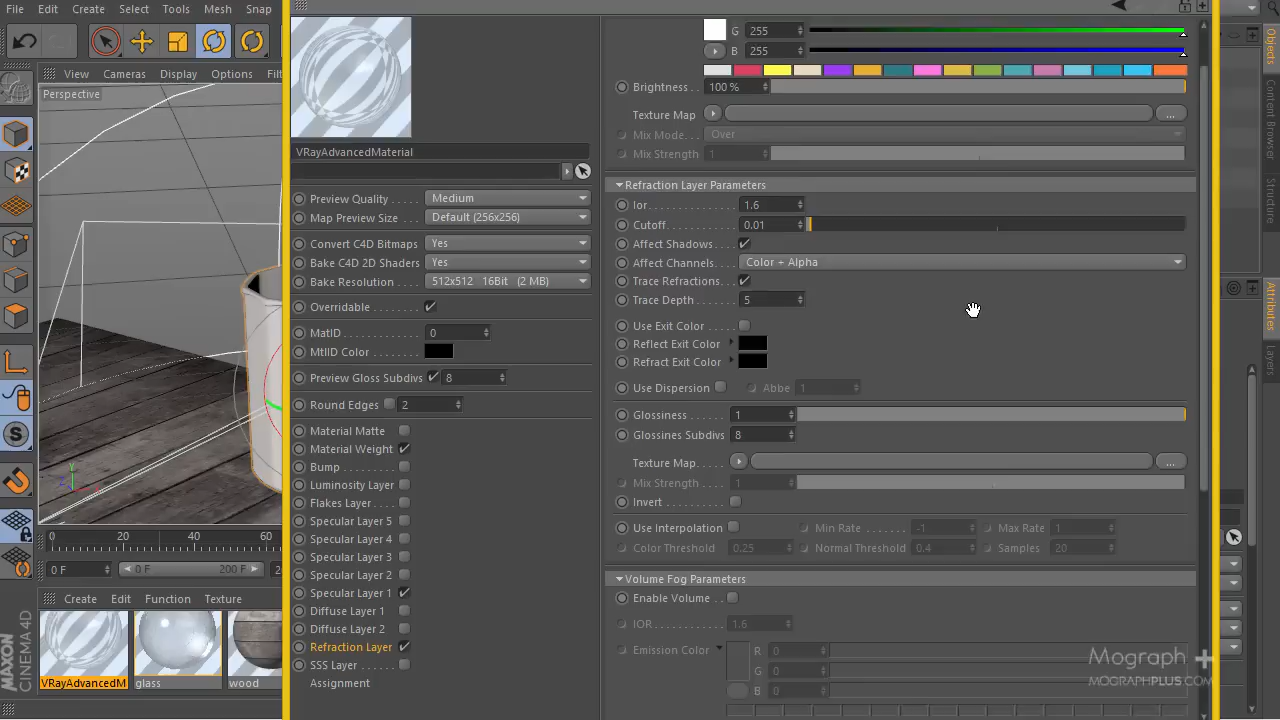 File Edit Create Select Tools Mesh Snap
G 255
B 255
View Cameras Display Options
Perspective
Brightness . . 100 %
Texture Map ...
Mix Mode. Over
Mix Strength 1
VRayAdvancedMaterial
Preview Quality Medium
Map Preview Size Default (256x256)
Convert C4D Bitmaps Yes
Bake C4D 2D Shaders Yes
Bake Resolution 512x512 16Bit (2 MB)
Overridable
MatID 0
MtlID Color
Preview Gloss Subdivs 8
Round Edges 2
Material Matte
Material Weight
Bump
Luminosity Layer
Flakes Layer
Specular Layer 5
Specular Layer 4
Specular Layer 3
Specular Layer 2
Specular Layer 1
Diffuse Layer 1
Diffuse Layer 2
Refraction Layer
SSS Layer
Assignment
Refraction Layer Parameters
Ior 1.6
Cutoff 0.01
Affect Shadows
Affect Channels Color + Alpha
Trace Refractions
Trace Depth 5
Use Exit Color
Reflect Exit Color
Refract Exit Color
Use Dispersion Abbe 1
Glossiness 1
Glossines Subdivs 8
Texture Map ...
Mix Strength 1
Invert
Use Interpolation Min Rate -1 Max Rate 1
Color Threshold 0.25 Normal Threshold 0.4 Samples 20
Volume Fog Parameters
Enable Volume
IOR 1.6
Emission Color R 0
G 0
B 0
Objects
Content Browser
Structure
Attributes
Layers
0 20 40 60
0 F 0 F 200 F
Create Edit Function Texture
VRayAdvancedM glass wood
MAXON
CINEMA 4D
Mograph +
MOGRAPHPLUS.COM